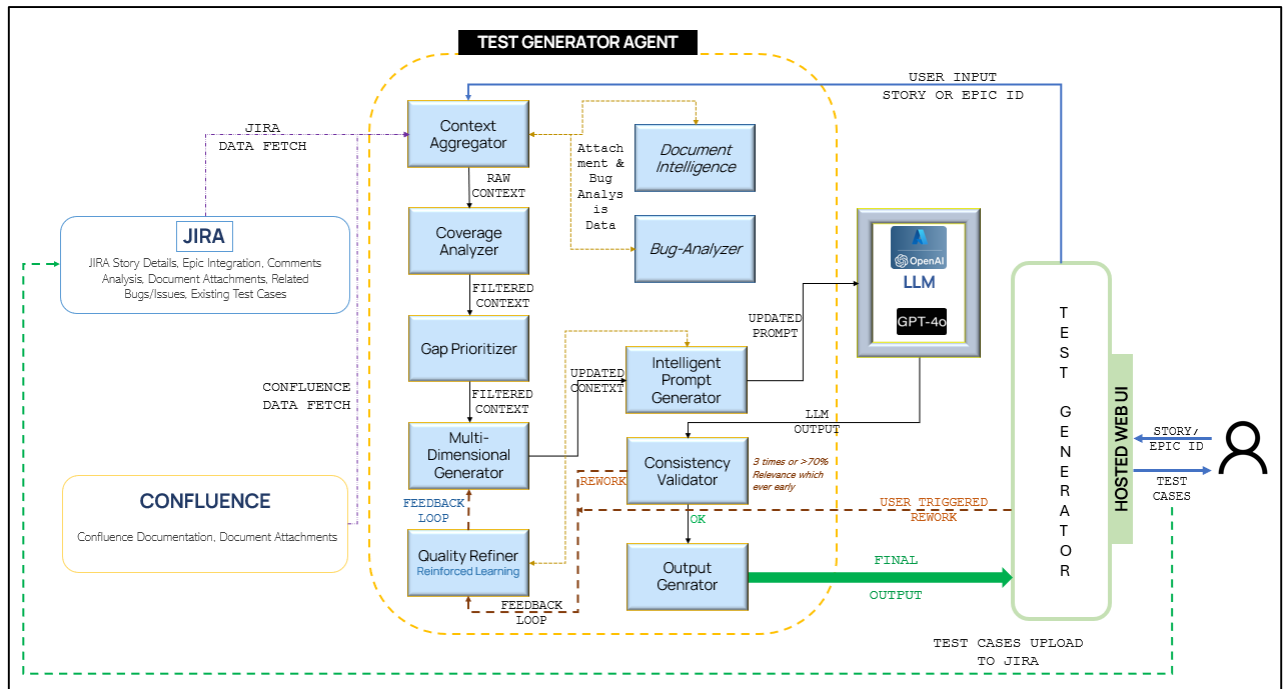 TEST GENERATOR AGENT
USER INPUT
STORY OR EPIC ID
JIRA
DATA FETCH
Context
Aggregator
Attach
ment &
Bug
Analys
is
Data
Document
Intelligence
RAW
CONTEXT
Coverage
Analyzer
Bug-Analyzer
JIRA
JIRA Story Details, Epic Integration, Comments
Analysis, Document Attachments, Related
Bugs/Issues, Existing Test Cases
OpenAI
LLM
GPT-4o
FILTERED
CONTEXT
Gap Prioritizer
UPDATED
PROMPT
FILTERED
CONTEXT
UPDATED
CONETXT
Intelligent
Prompt
Generator
CONFLUENCE
DATA FETCH
Multi-
Dimensional
Generator
LLM
OUTPUT
Consistency
Validator
3 times or >70%
Relevance which
ever early
REWORK
FEEDBACK
LOOP
USER TRIGGERED
REWORK
OK
CONFLUENCE
Confluence Documentation, Document Attachments
Quality Refiner
Reinforced Learning
Output
Genrator
FINAL
OUTPUT
FEEDBACK
LOOP
TEST GENERATOR
HOSTED WEB UI
STORY,
EPIC ID
TEST
CASES
TEST CASES UPLOAD
TO JIRA